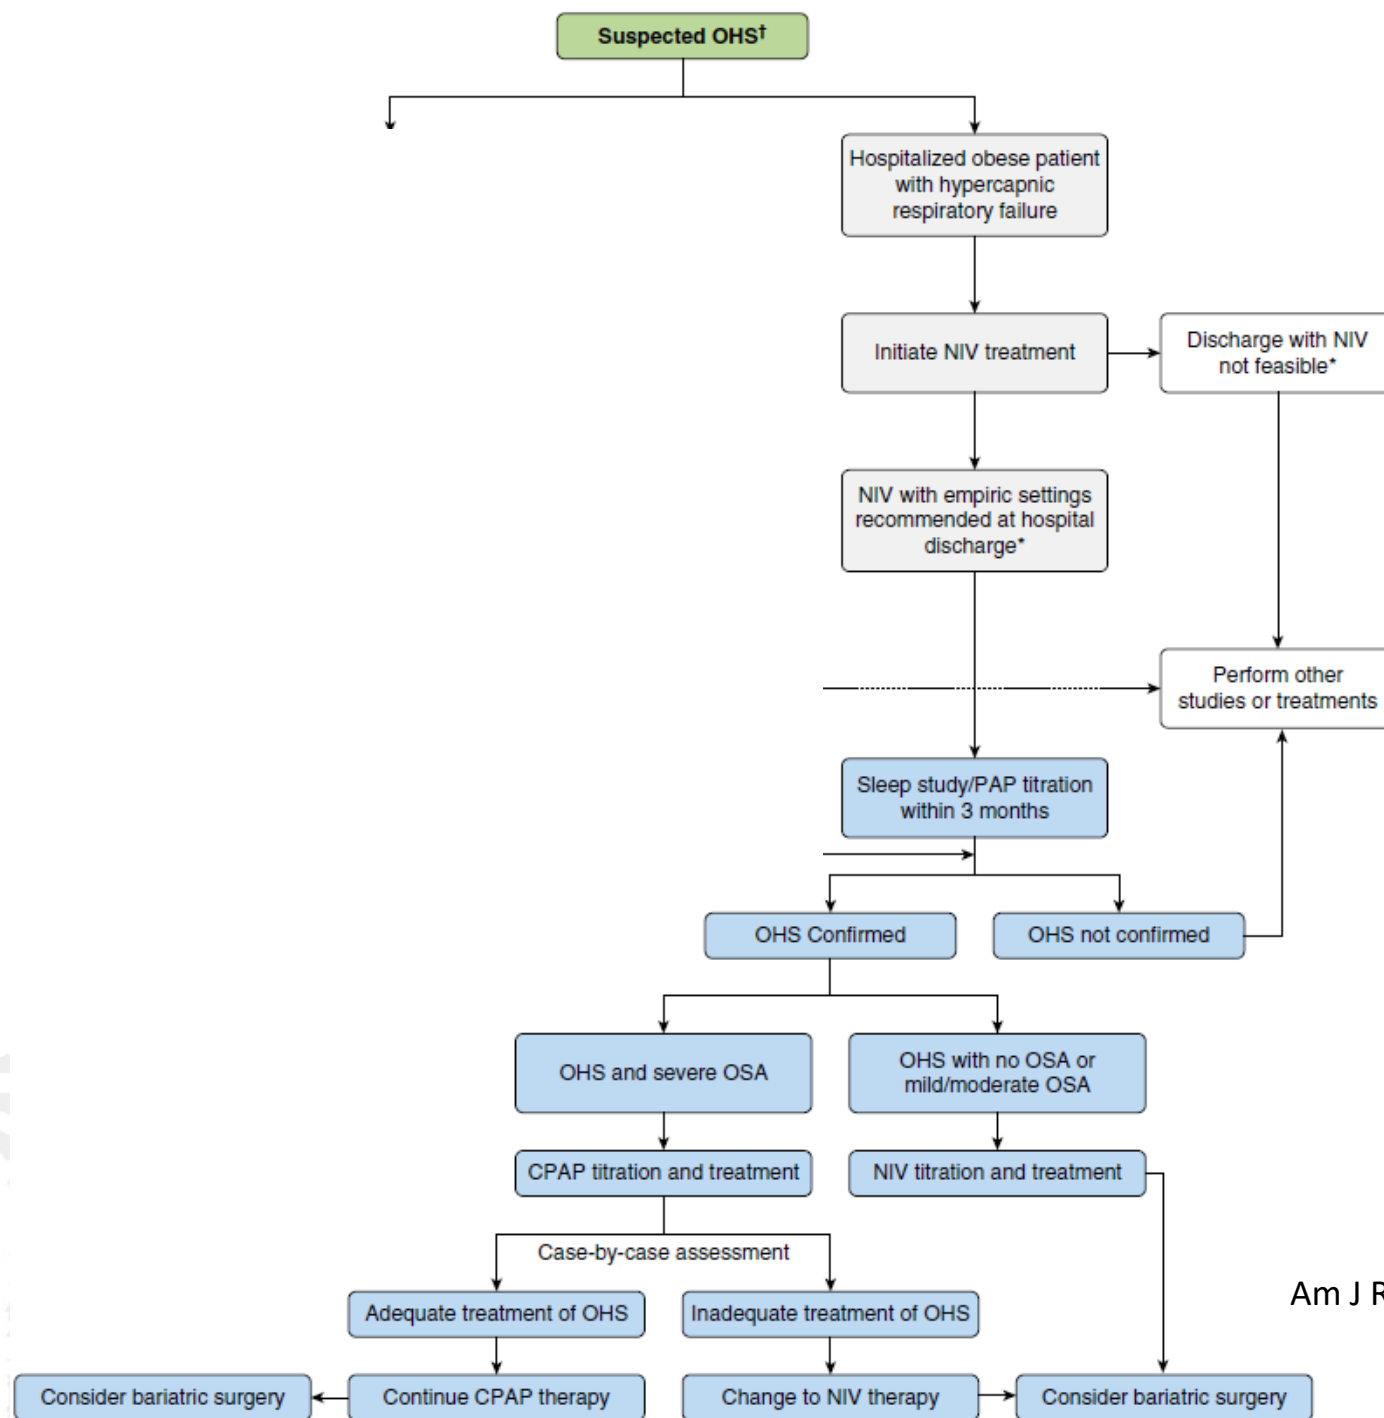 Suspected OHS†
Hospitalized obese patient
with hypercapnic
respiratory failure
Initiate NIV treatment
Discharge with NIV
not feasible*
NIV with empiric settings
recommended at hospital
discharge*
Perform other
studies or treatments
Sleep study/PAP titration
within 3 months
OHS Confirmed
OHS not confirmed
OHS and severe OSA
OHS with no OSA or
mild/moderate OSA
CPAP titration and treatment
NIV titration and treatment
Case-by-case assessment
Adequate treatment of OHS
Inadequate treatment of OHS
Am J R
Consider bariatric surgery
Continue CPAP therapy
Change to NIV therapy
Consider bariatric surgery